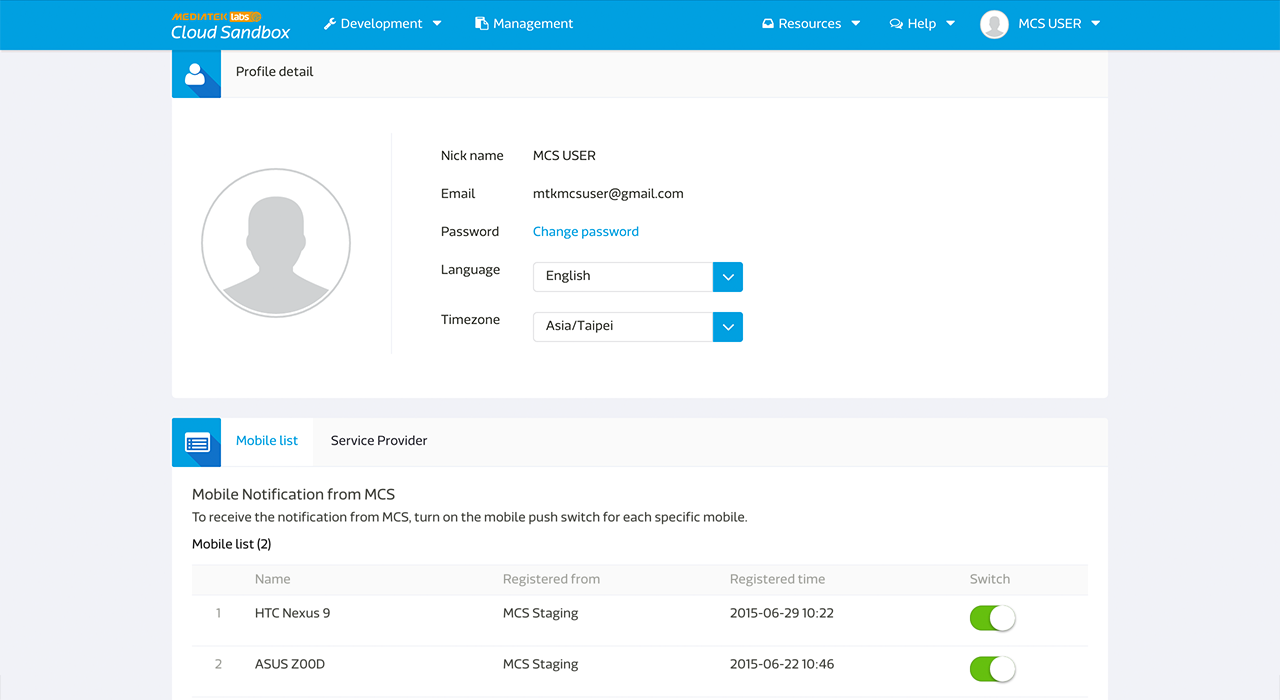 MEDIATEK labs
Cloud Sandbox
Development
Management
Resources
Help
MCS USER
Profile detail
Nick name MCS USER
Email mtkmcsuser@gmail.com
Password Change password
Language English
Timezone Asia/Taipei
Mobile list Service Provider
Mobile Notification from MCS
To receive the notification from MCS, turn on the mobile push switch for each specific mobile.
Mobile list (2)
Name Registered from Registered time Switch
1 HTC Nexus 9 MCS Staging 2015-06-29 10:22
2 ASUS Z00D MCS Staging 2015-06-22 10:46